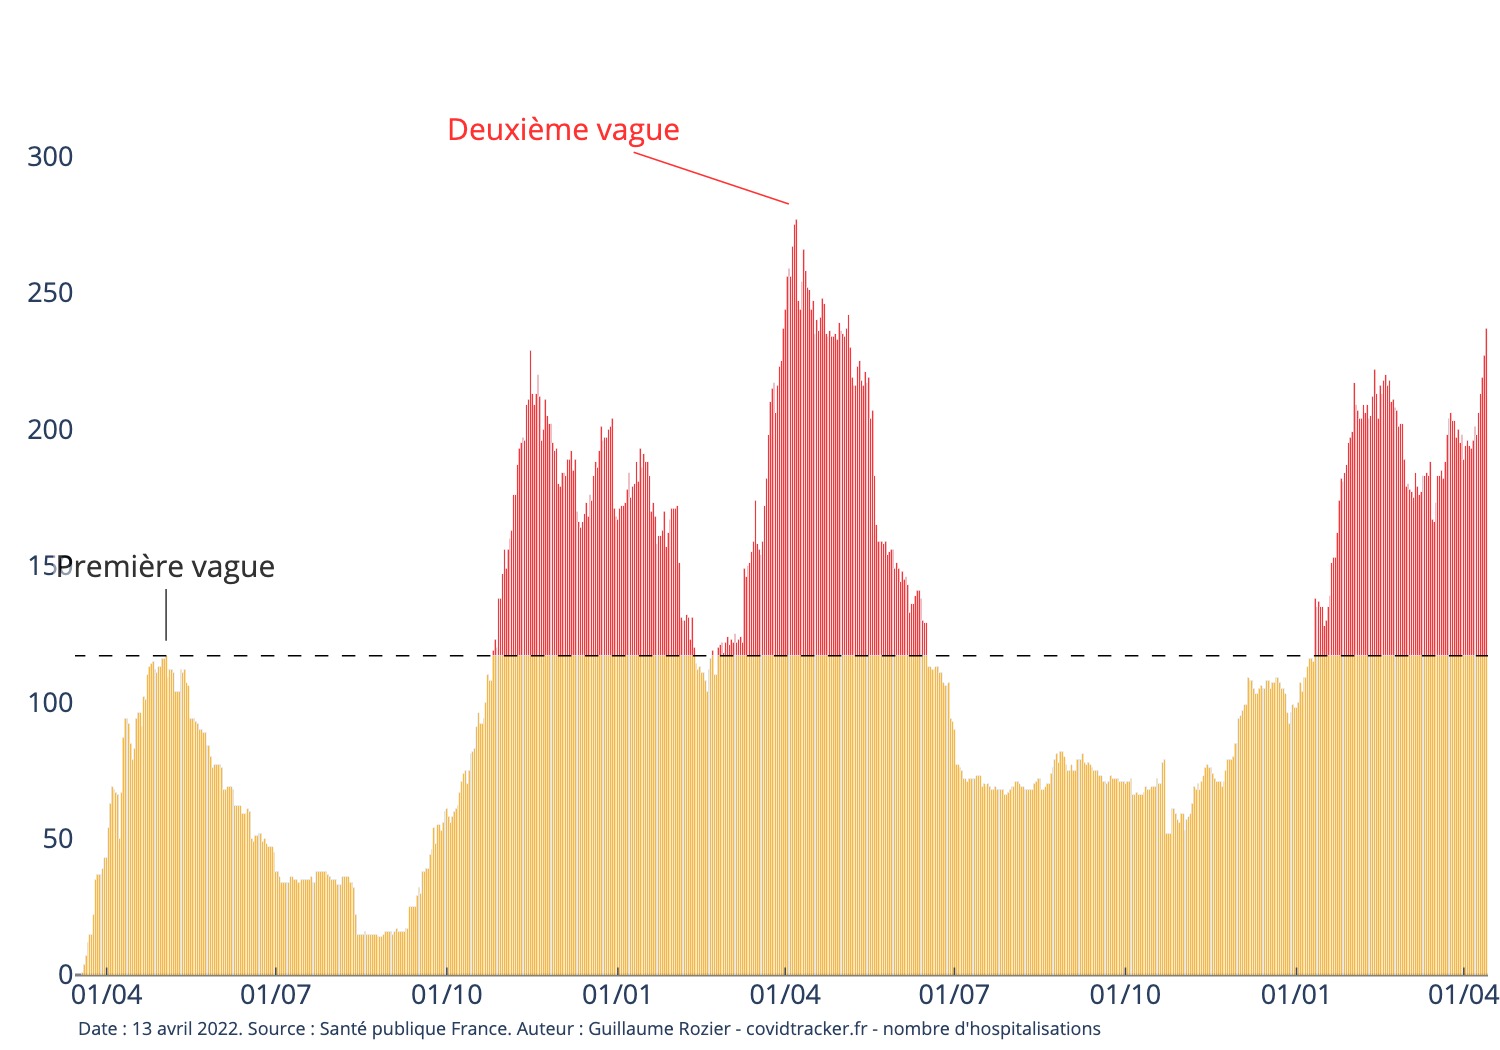 Deuxième vague
300
250
200
150
Première vague
100
50
0
01/04 01/07 01/10 01/01 01/04 01/07 01/10 01/01 01/04
Date : 13 avril 2022. Source : Santé publique France. Auteur : Guillaume Rozier - covidtracker.fr - nombre d'hospitalisations